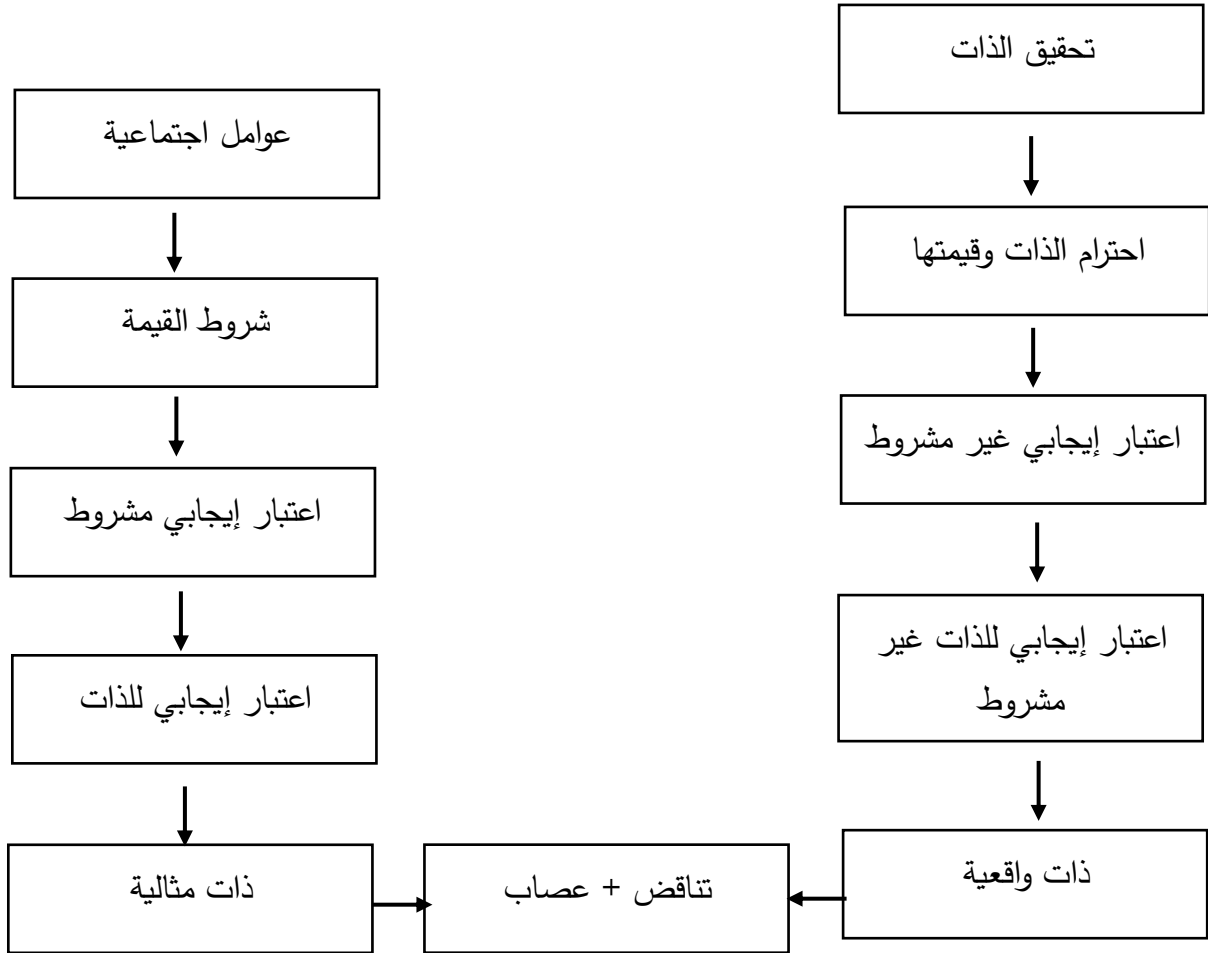 تحقيق الذات
احترام الذات وقيمتها
اعتبار إيجابي غير مشروط
اعتبار إيجابي للذات غير
مشروط
ذات واقعية
عوامل اجتماعية
شروط القيمة
اعتبار إيجابي مشروط
اعتبار إيجابي للذات
ذات مثالية
تناقض + عصاب